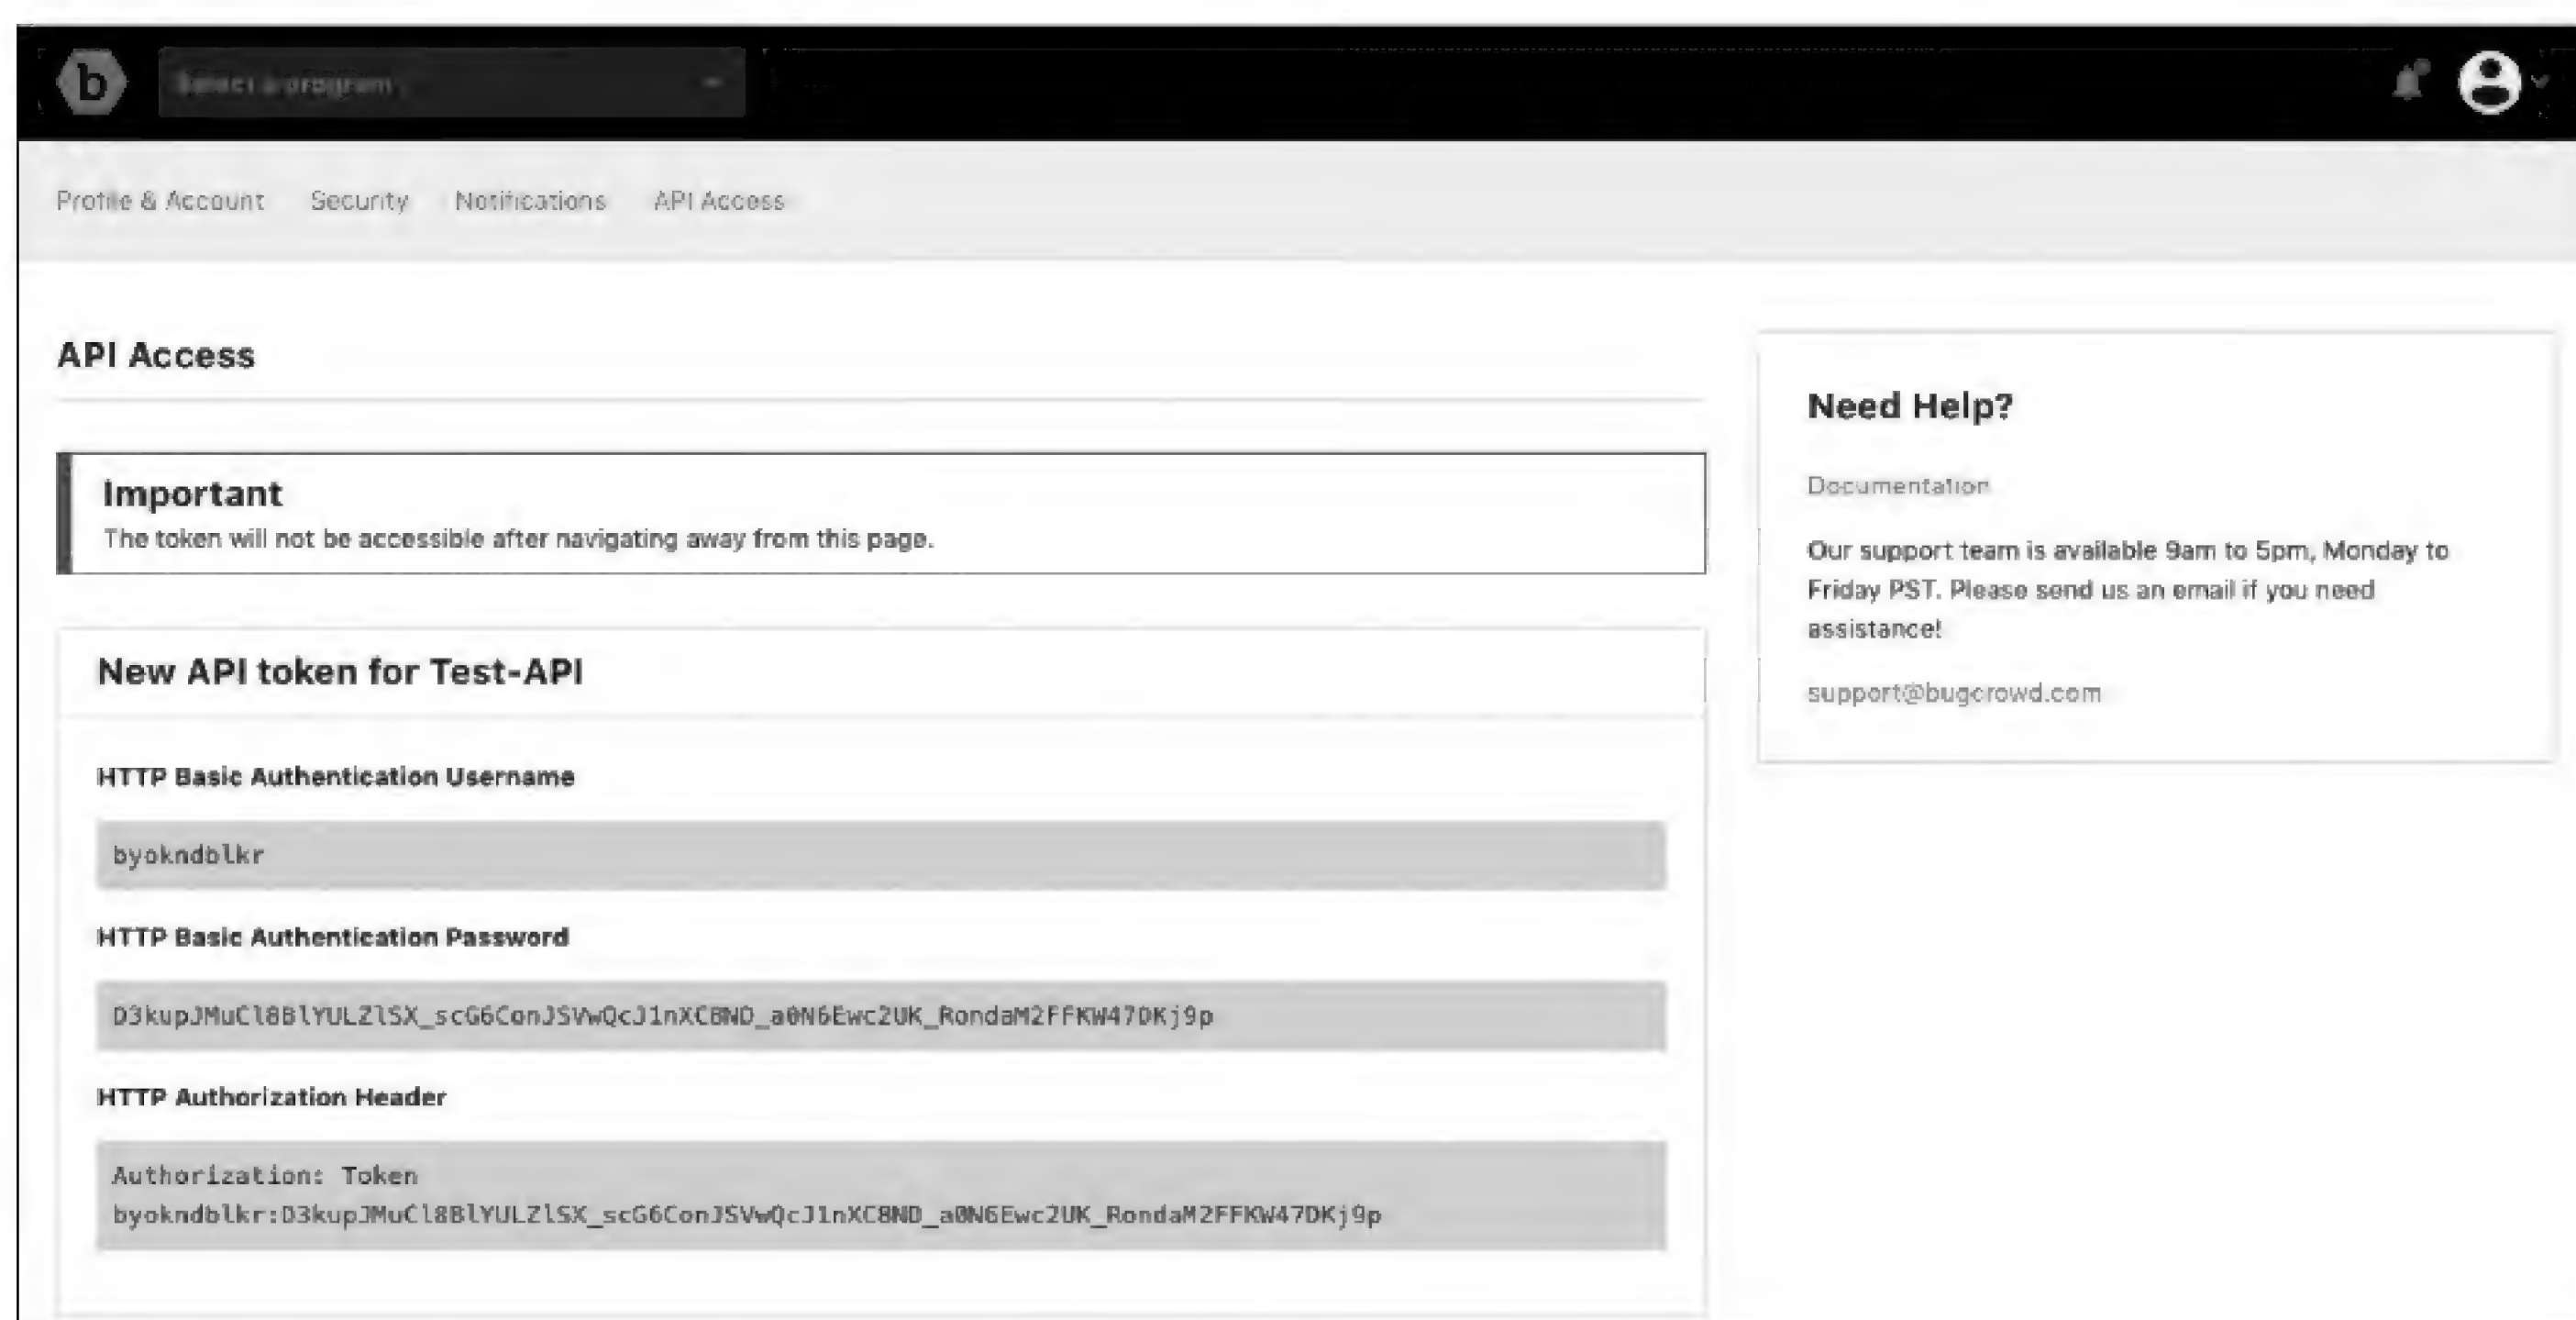 b
Select a program
Profile & Account Security Notifications API Access
API Access
Important
The token will not be accessible after navigating away from this page.
New API token for Test-API
HTTP Basic Authentication Username
byokndblkr
HTTP Basic Authentication Password
D3kupJMuCl8BlYULZlSX_scG6ConJSVwQcJ1nXC8ND_a0N6Ewc2UK_RondaM2FFKW47DKj9p
HTTP Authorization Header
Authorization: Token
byokndblkr:D3kupJMuCl8BlYULZlSX_scG6ConJSVwQcJ1nXC8ND_a0N6Ewc2UK_RondaM2FFKW47DKj9p
Need Help?
Documentation
Our support team is available 9am to 5pm, Monday to
Friday PST. Please send us an email if you need
assistance!
support@bugcrowd.com